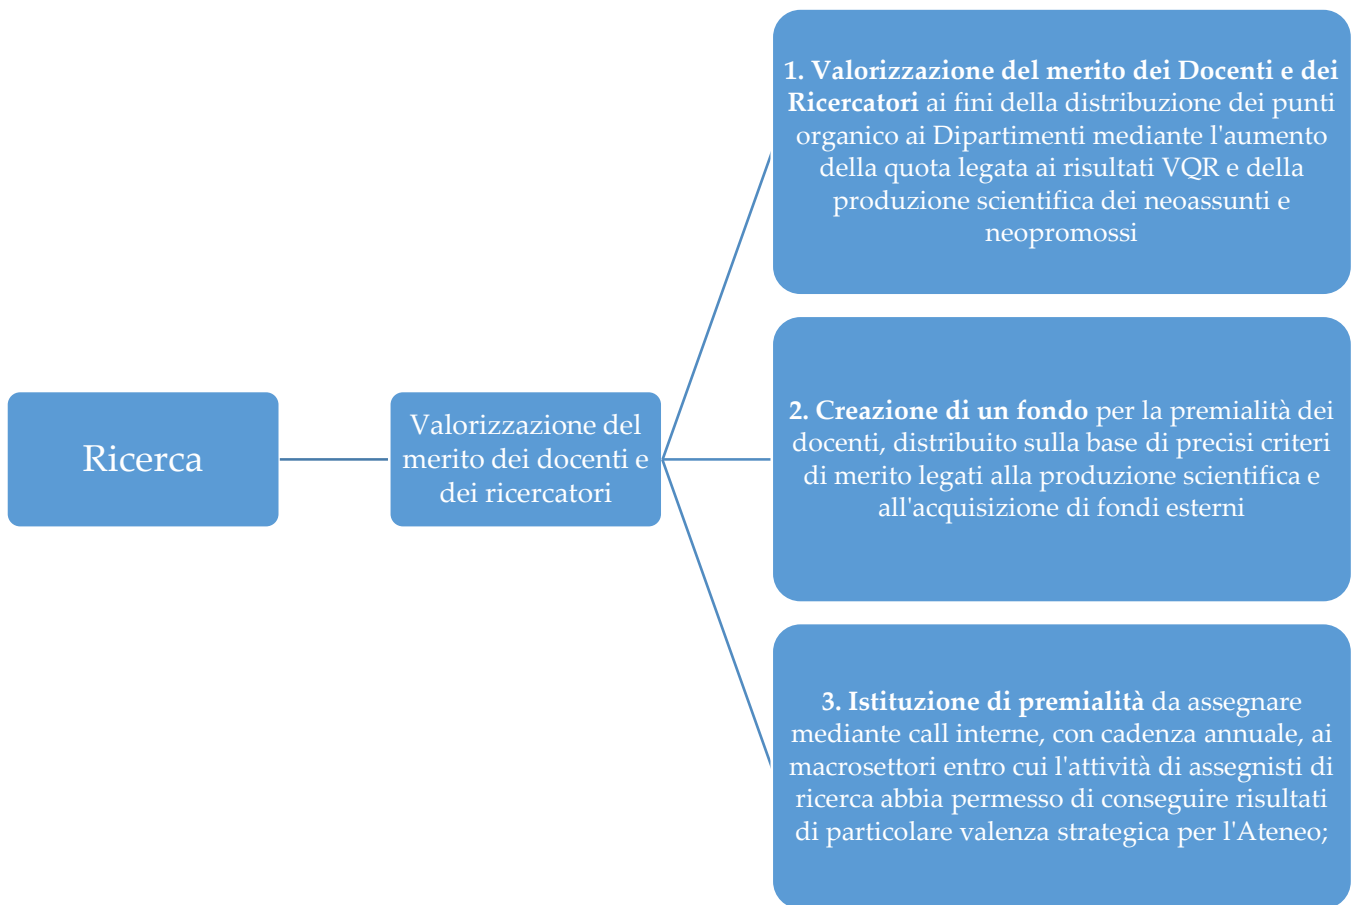 Ricerca
Valorizzazione del
merito dei docenti e
dei ricercatori
1. Valorizzazione del merito dei Docenti e dei
Ricercatori ai fini della distribuzione dei punti
organico ai Dipartimenti mediante l'aumento
della quota legata ai risultati VQR e della
produzione scientifica dei neoassunti e
neopromossi
2. Creazione di un fondo per la premialità dei
docenti, distribuito sulla base di precisi criteri
di merito legati alla produzione scientifica e
all'acquisizione di fondi esterni
3. Istituzione di premialità da assegnare
mediante call interne, con cadenza annuale, ai
macrosettori entro cui l'attività di assegnisti di
ricerca abbia permesso di conseguire risultati
di particolare valenza strategica per l'Ateneo;